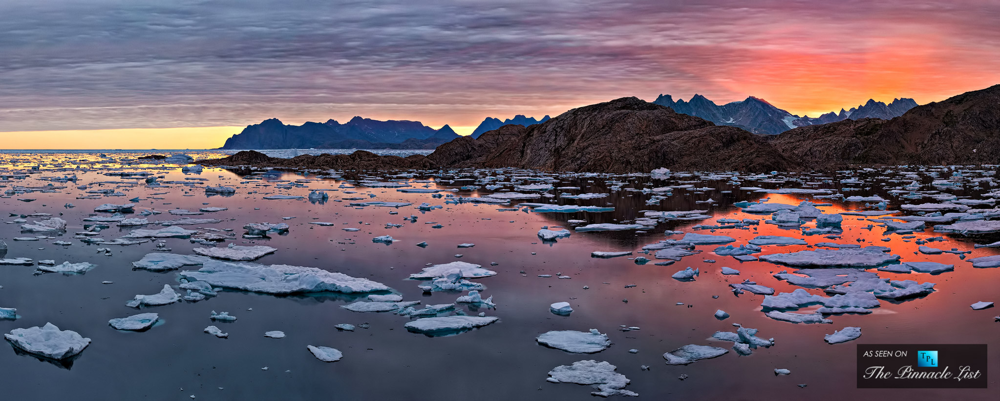 AS SEEN ON TPL
The Pinnacle List